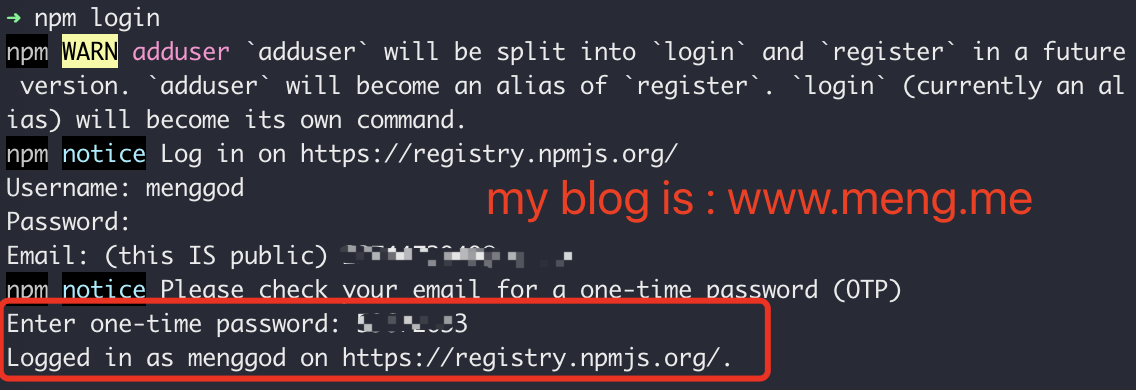 ➜ npm login
npm WARN adduser `adduser` will be split into `login` and `register` in a future
 version. `adduser` will become an alias of `register`. `login` (currently an al
ias) will become its own command.
npm notice Log in on https://registry.npmjs.org/
Username: menggod
my blog is : www.meng.me
Password:
Email: (this IS public)
npm notice Please check your email for a one-time password (OTP)
Enter one-time password:
Logged in as menggod on https://registry.npmjs.org/.